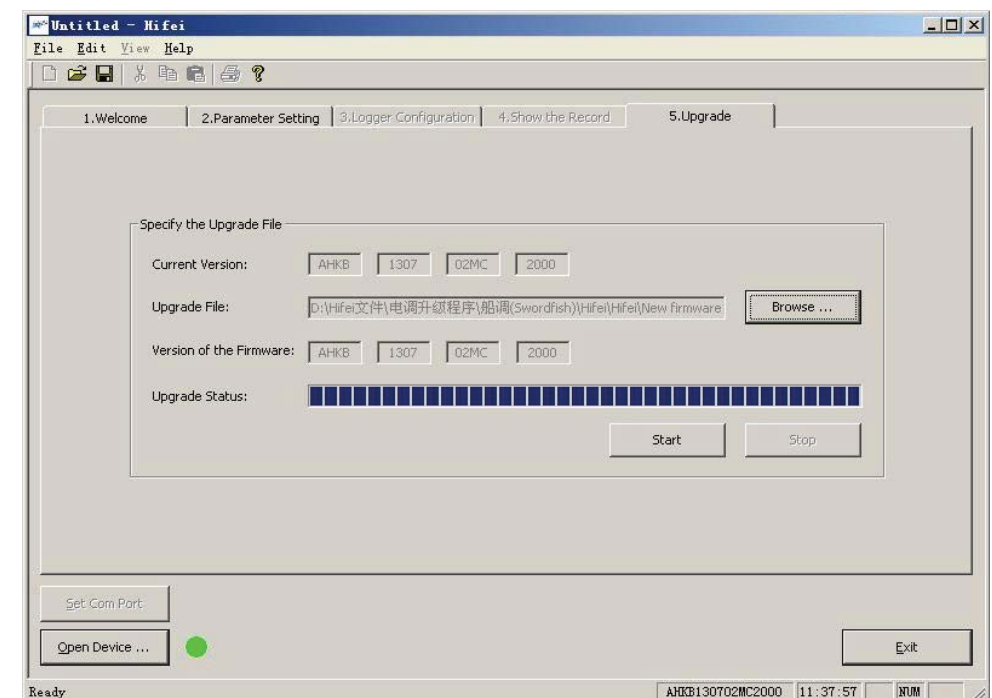 Untitled - Hifei
File Edit View Help
1.Welcome 2.Parameter Setting 3.Logger Configuration 4.Show the Record 5.Upgrade
Specify the Upgrade File
Current Version: AHKB 1307 02MC 2000
Upgrade File: D:\Hifei文件\电调升级程序\船调(Swordfish)\Hifei\Hifei\New firmware Browse ...
Version of the Firmware: AHKB 1307 02MC 2000
Upgrade Status:
Start Stop
Set Com Port
Open Device ... Exit
Ready AHKB130702MC2000 11:37:57 NUM